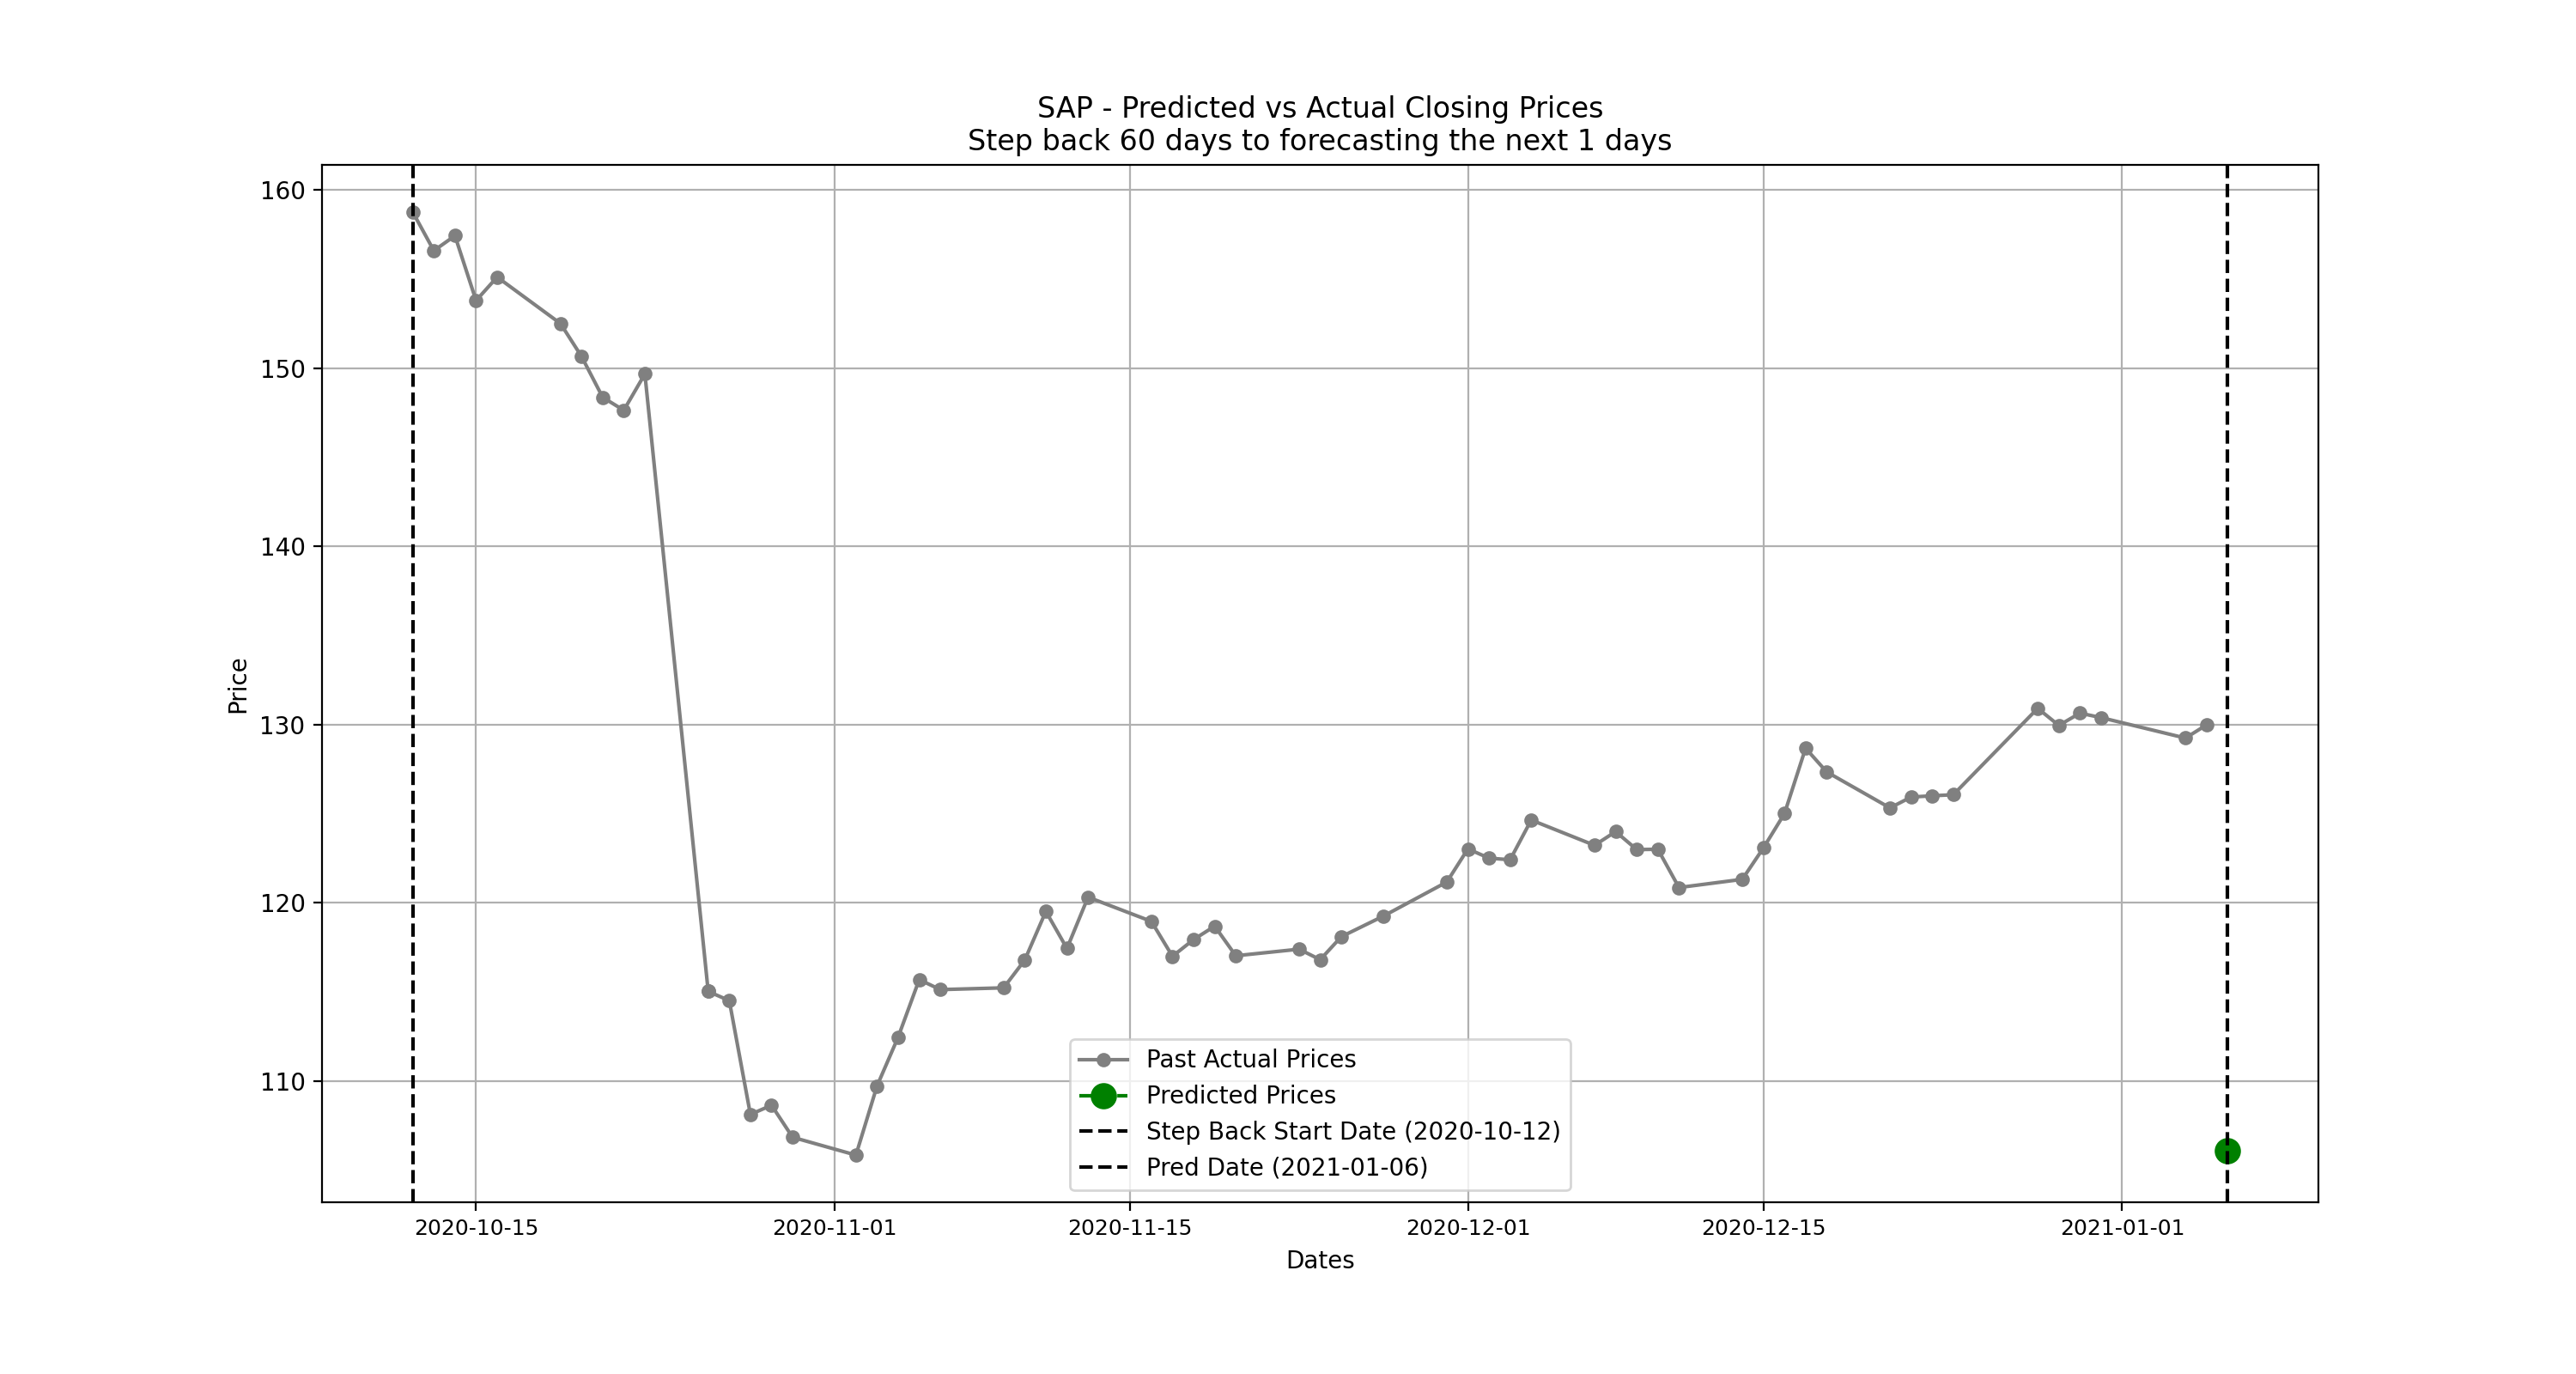 SAP - Predicted vs Actual Closing Prices
Step back 60 days to forecasting the next 1 days
160
150
140
130
120
110
Price
Past Actual Prices
Predicted Prices
Step Back Start Date (2020-10-12)
Pred Date (2021-01-06)
2020-10-15
2020-11-01
2020-11-15
2020-12-01
2020-12-15
2021-01-01
Dates